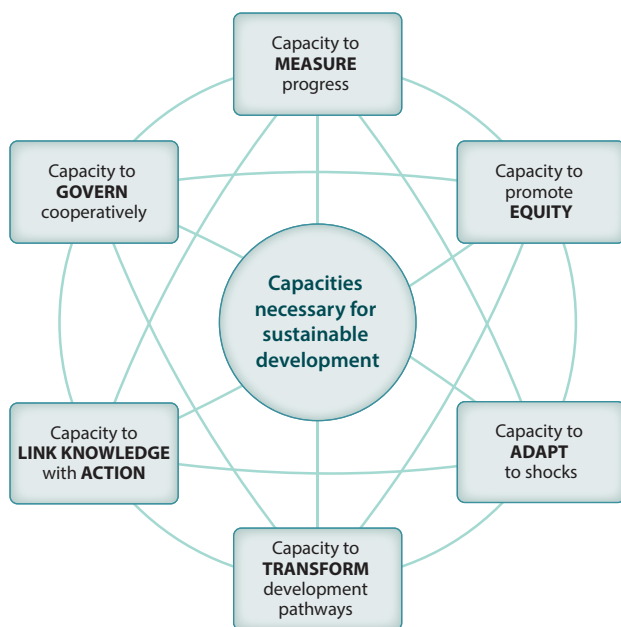 Capacity to
MEASURE
progress
Capacity to
GOVERN
cooperatively
Capacity to
promote
EQUITY
Capacities
necessary for
sustainable
development
Capacity to
LINK KNOWLEDGE
with ACTION
Capacity to
ADAPT
to shocks
Capacity to
TRANSFORM
development
pathways